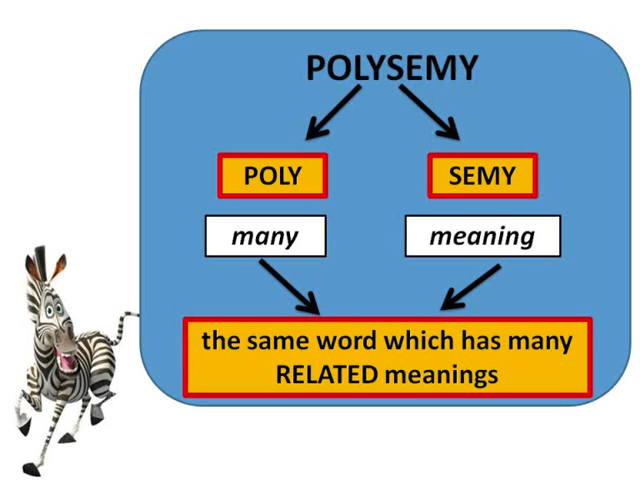 POLYSEMY
POLY
SEMY
many
meaning
the same word which has many
RELATED meanings